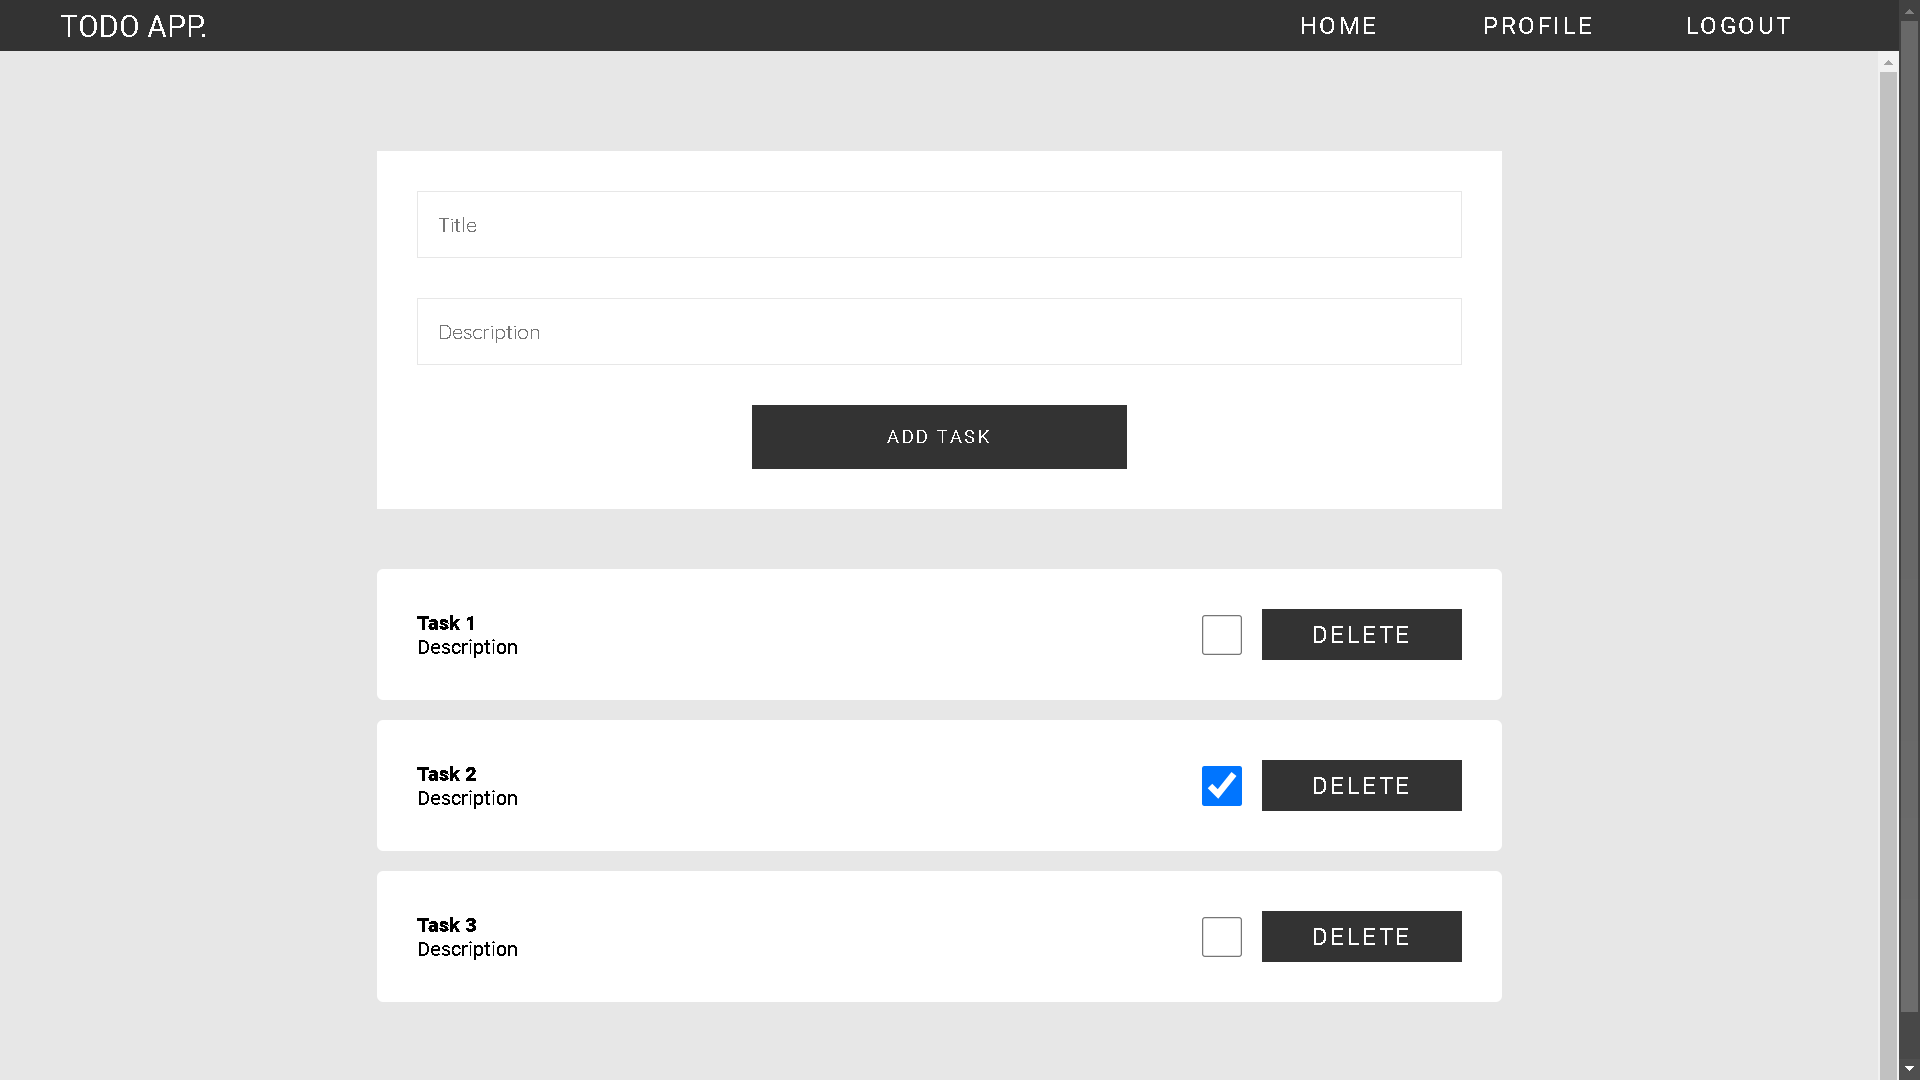 TODO APP.
HOME
PROFILE
LOGOUT
Title
Description
ADD TASK
Task 1
Description
DELETE
Task 2
Description
DELETE
Task 3
Description
DELETE